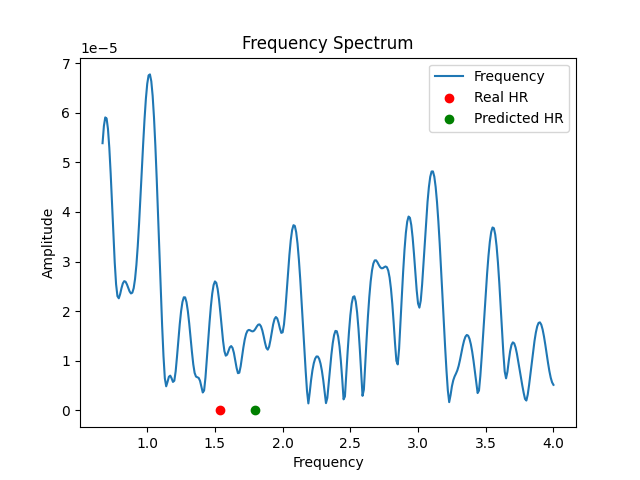 Frequency Spectrum
1e−5
Frequency
Real HR
Predicted HR
7
6
5
4
3
2
1
0
Amplitude
1.0 1.5 2.0 2.5 3.0 3.5 4.0
Frequency